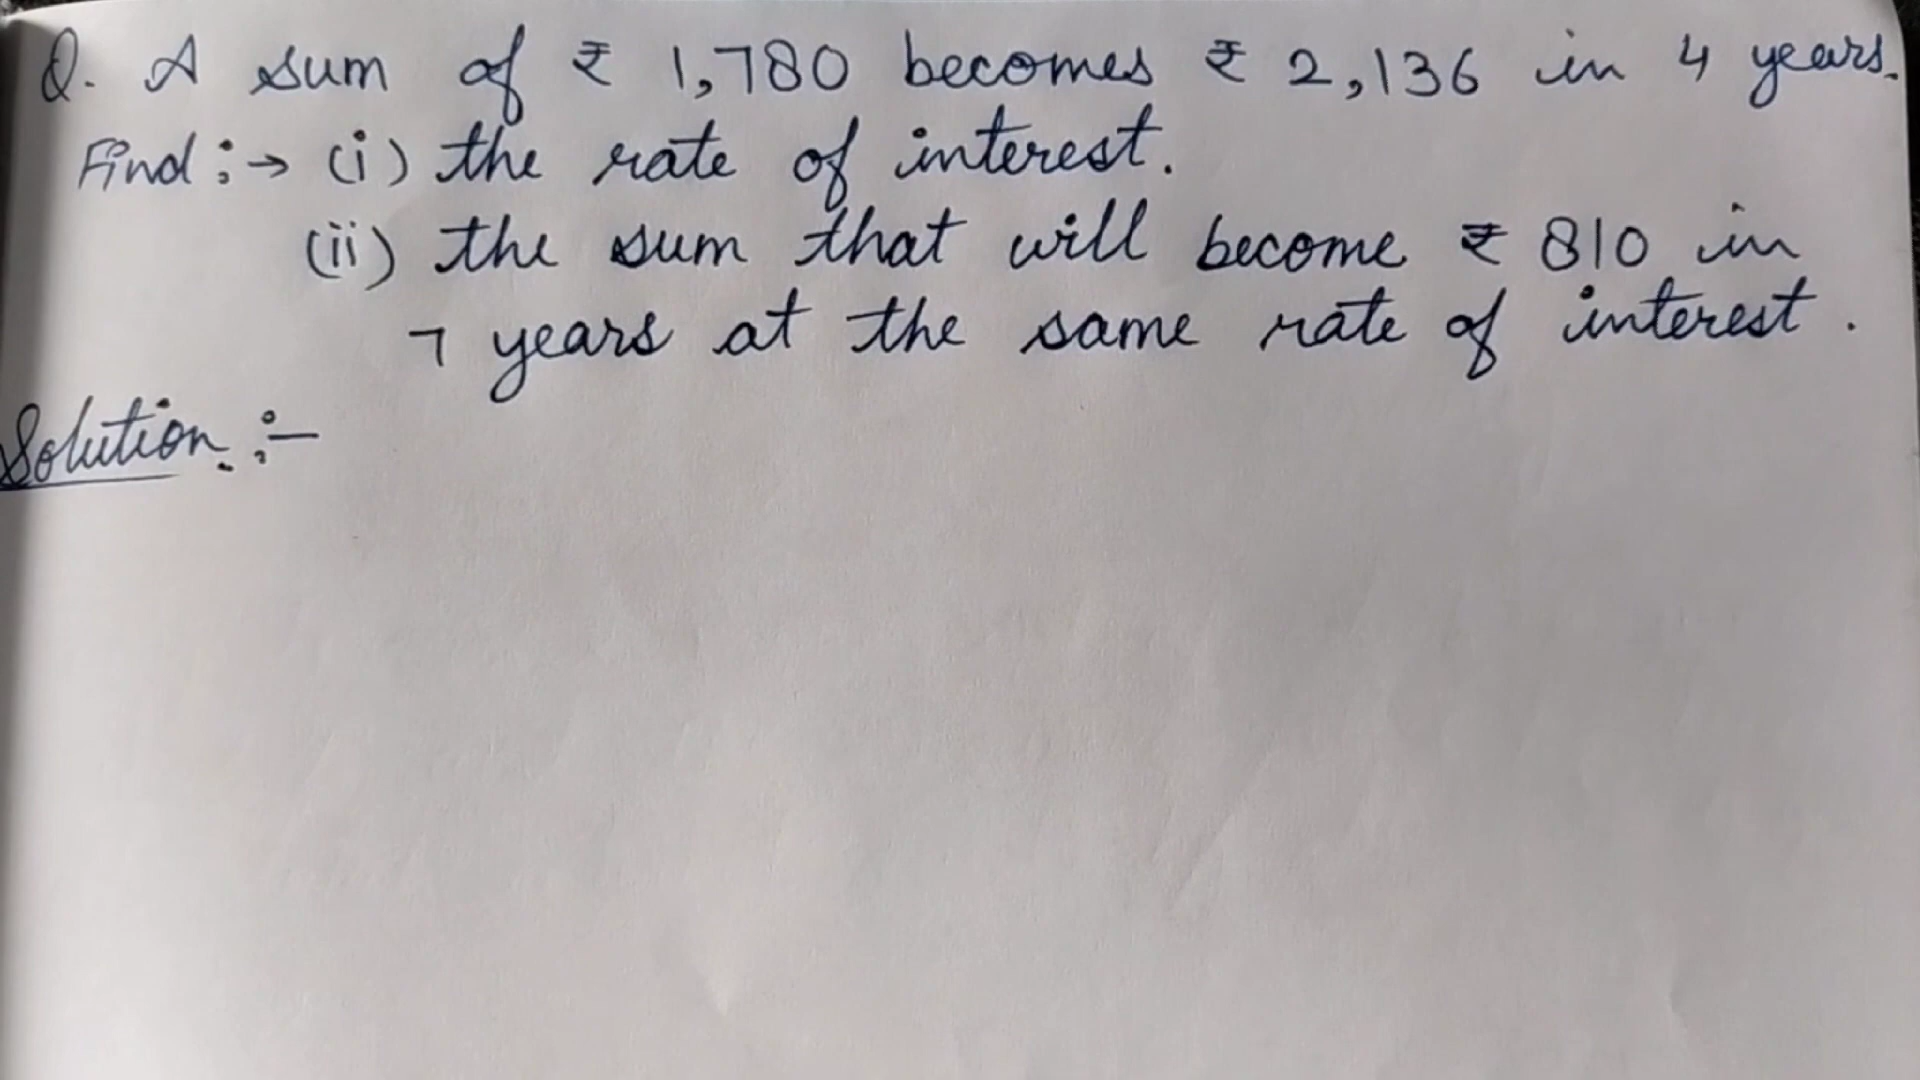 Q. A sum of ₹ 1,780 becomes ₹ 2,136 in 4 years.
Find :→ (i) the rate of interest.
(ii) the sum that will become ₹ 810 in
7 years at the same rate of interest.
Solution. :-